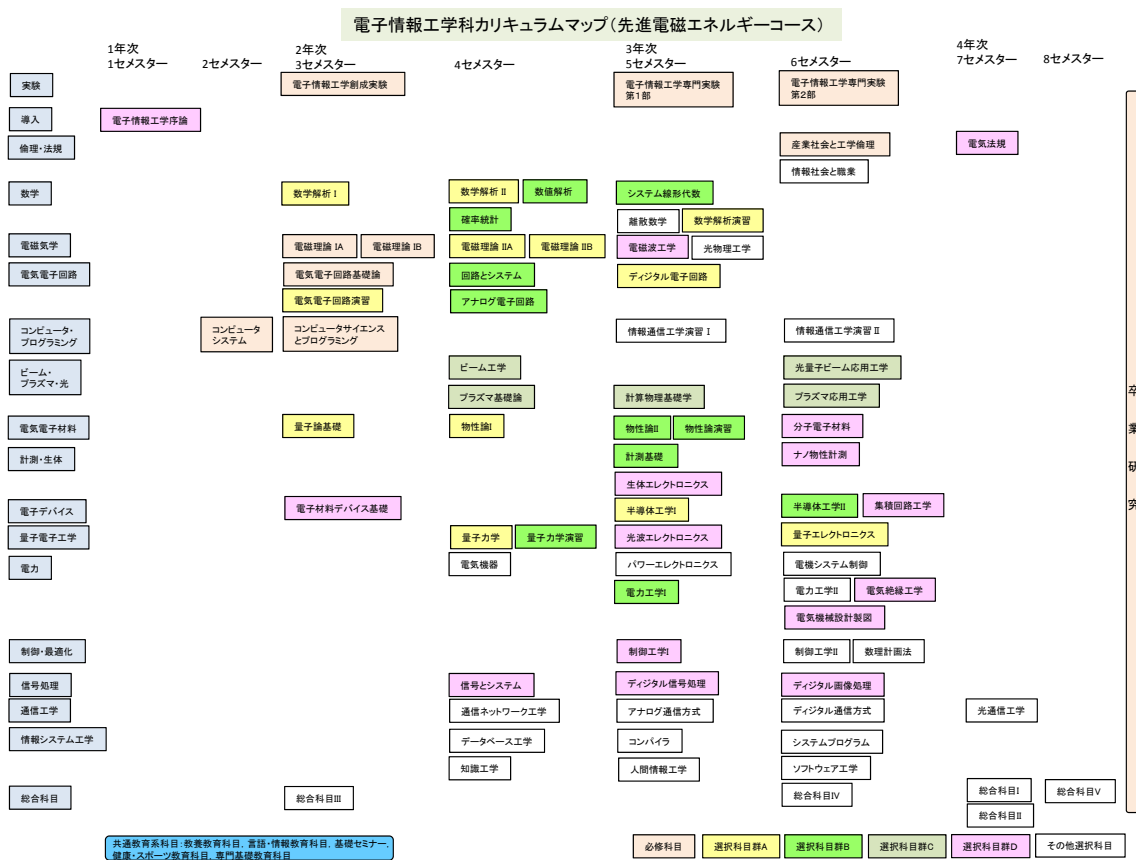 電子情報工学科カリキュラムマップ(先進電磁エネルギーコース)
1年次 2年次 3年次 4年次
1セメスター 2セメスター 3セメスター 4セメスター 5セメスター 6セメスター 7セメスター 8セメスター
実験 電子情報工学創成実験 電子情報工学専門実験 電子情報工学専門実験
第1部 第2部
導入 電子情報工学序論
倫理・法規 産業社会と工学倫理 電気法規
情報社会と職業
数学 数学解析 I 数学解析 II 数値解析 システム線形代数
確率統計 離散数学 数学解析演習
電磁気学 電磁理論 IA 電磁理論 IB 電磁理論 IIA 電磁理論 IIB 電磁波工学 光物理工学
電気電子回路 電気電子回路基礎論 回路とシステム ディジタル電子回路
電気電子回路演習 アナログ電子回路
コンピュータ・ コンピュータ コンピュータサイエンス 情報通信工学演習 I 情報通信工学演習 II
プログラミング システム とプログラミング
ビーム・ ビーム工学 光量子ビーム応用工学
プラズマ・光
プラズマ基礎論 計算物理基礎学 プラズマ応用工学
電気電子材料 量子論基礎 物性論I 物性論II 物性論演習 分子電子材料
計測・生体 計測基礎 ナノ物性計測
生体エレクトロニクス
電子デバイス 電子材料デバイス基礎 半導体工学I 半導体工学II 集積回路工学
量子電子工学 量子力学 量子力学演習 光波エレクトロニクス 量子エレクトロニクス
電力 電気機器 パワーエレクトロニクス 電機システム制御
電力工学I 電力工学II 電気絶縁工学
電気機械設計製図
制御・最適化 制御工学I 制御工学II 数理計画法
信号処理 信号とシステム ディジタル信号処理 ディジタル画像処理
通信工学 通信ネットワーク工学 アナログ通信方式 ディジタル通信方式 光通信工学
情報システム工学 データベース工学 コンパイラ システムプログラム
知識工学 人間情報工学 ソフトウェア工学
総合科目 総合科目III 総合科目IV 総合科目I 総合科目V
総合科目II
卒
業
研
究
共通教育系科目:教養教育科目, 言語・情報教育科目, 基礎セミナー,
健康・スポーツ教育科目, 専門基礎教育科目
必修科目 選択科目群A 選択科目群B 選択科目群C 選択科目群D その他選択科目